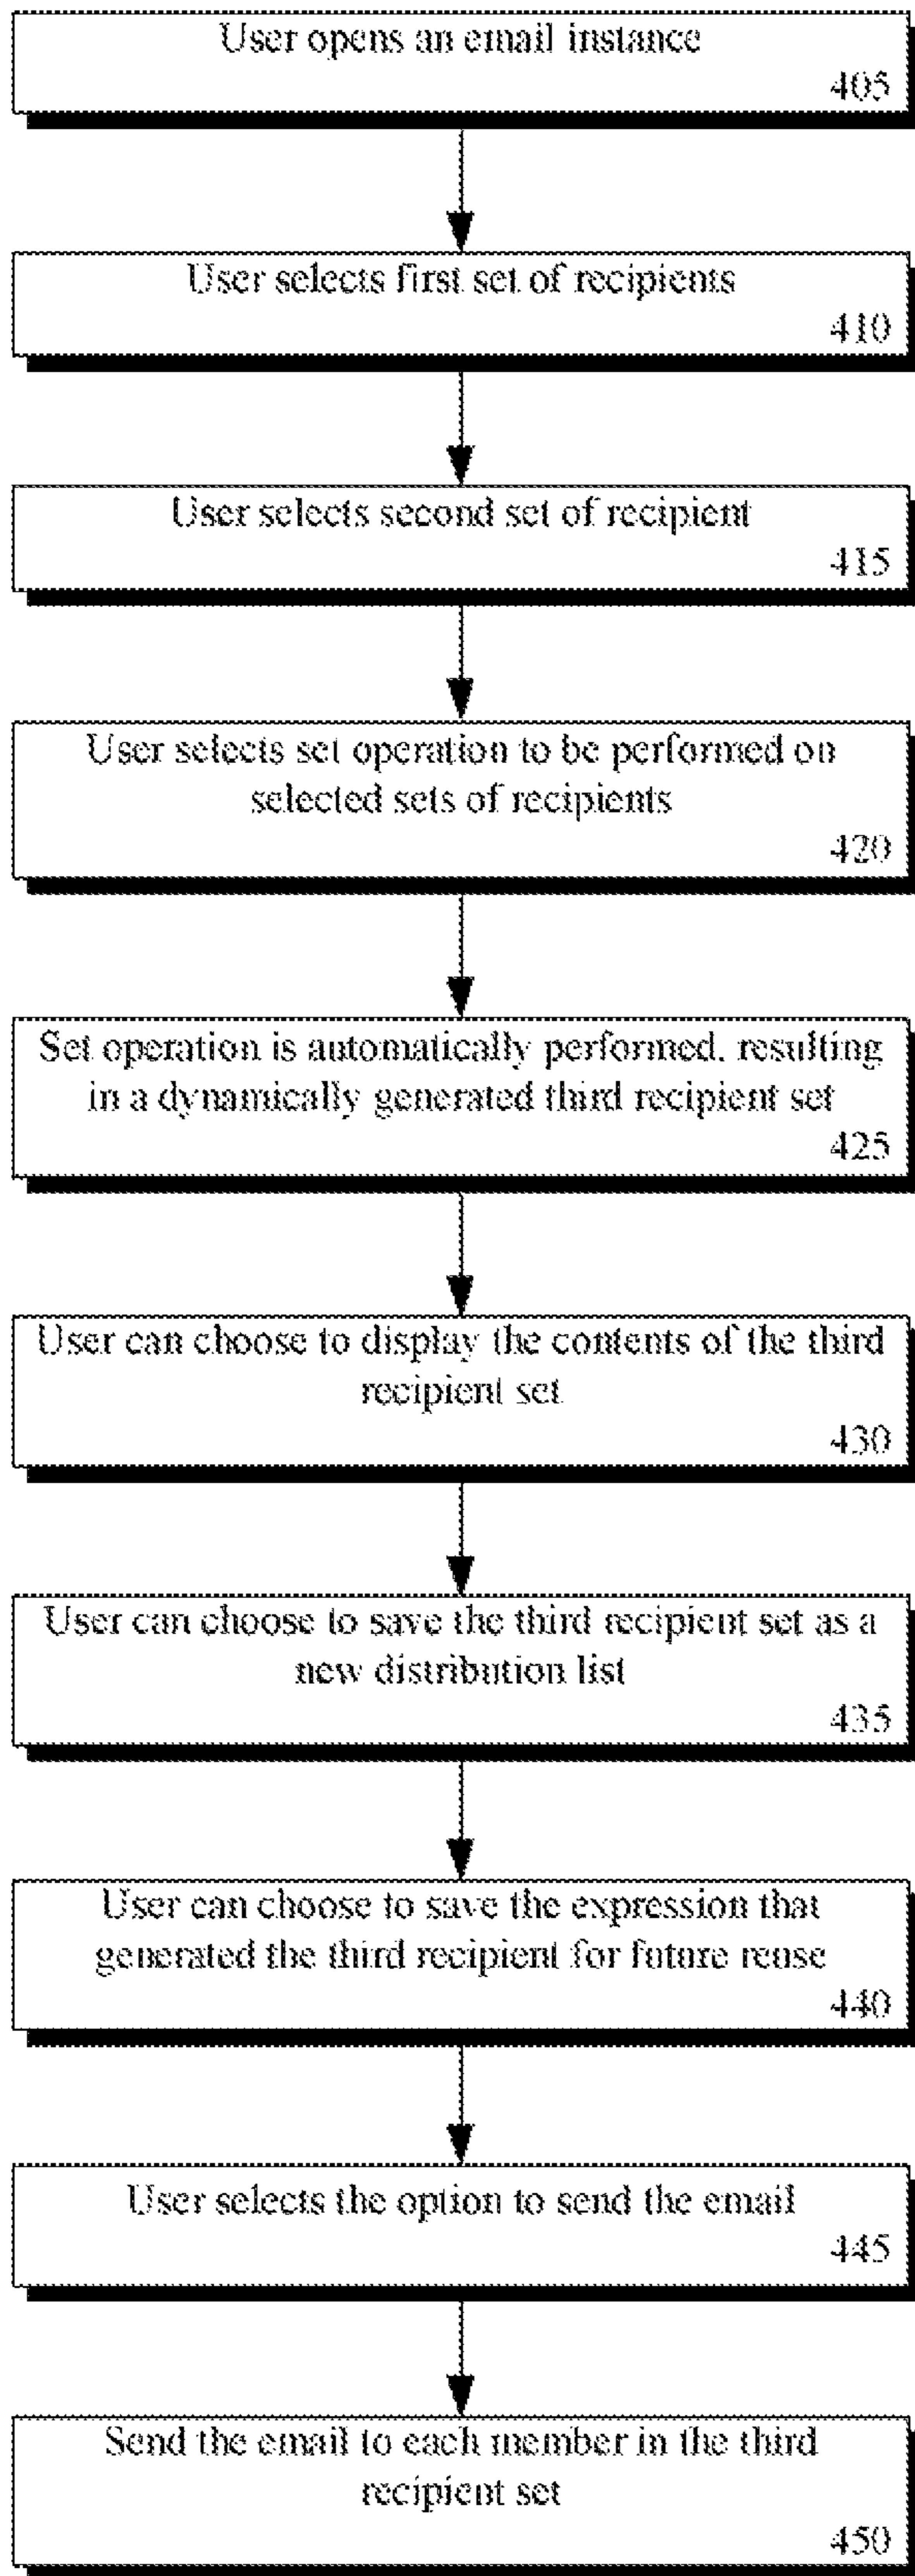 User opens an email instance
405
User selects first set of recipients
410
User selects second set of recipient
415
User selects set operation to be performed on
selected sets of recipients
420
Set operation is automatically performed, resulting
in a dynamically generated third recipient set
425
User can choose to display the contents of the third
recipient set
430
User can choose to save the third recipient set as a
new distribution list
435
User can choose to save the expression that
generated the third recipient for future reuse
440
User selects the option to send the email
445
Send the email to each member in the third
recipient set
450